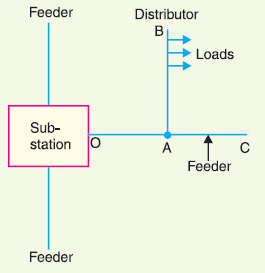 Feeder
Distributor
B
Loads
Sub-
station
O
A
C
Feeder
Feeder